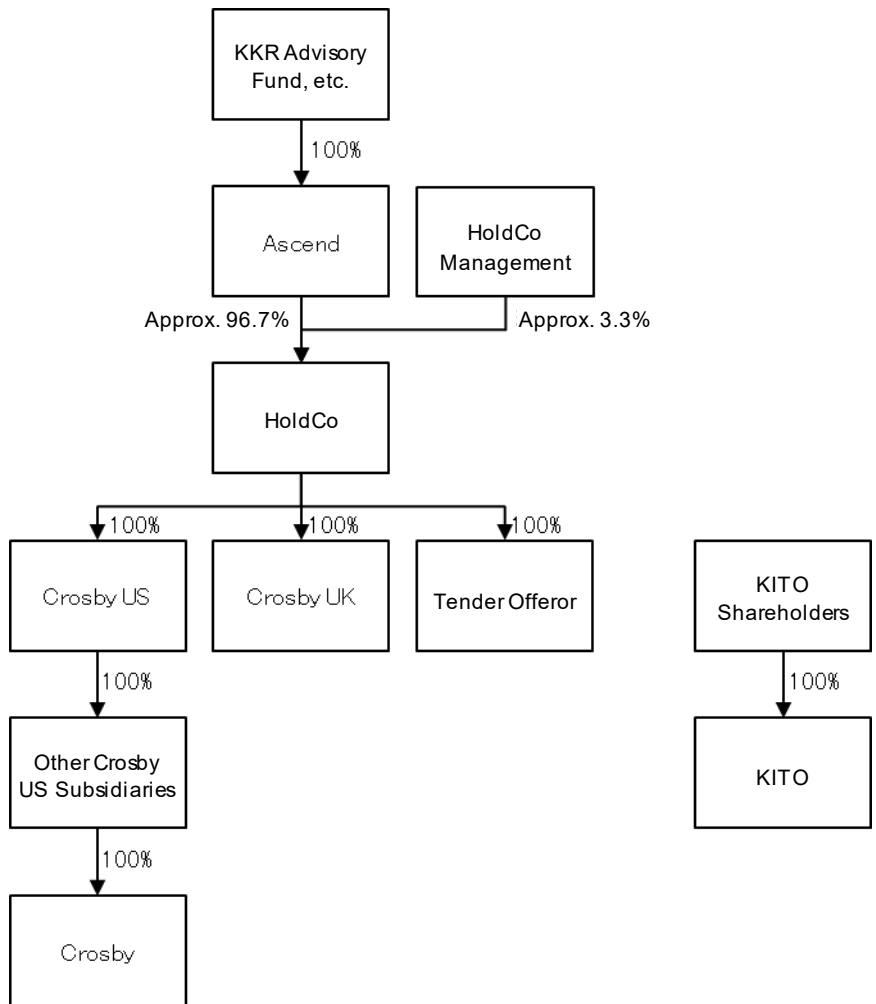 KKR Advisory
Fund, etc.
100%
Ascend
HoldCo
Management
Approx. 96.7%
Approx. 3.3%
HoldCo
100%
100%
100%
Crosby US
Crosby UK
Tender Offeror
KITO
Shareholders
100%
100%
Other Crosby
US Subsidiaries
KITO
100%
Crosby